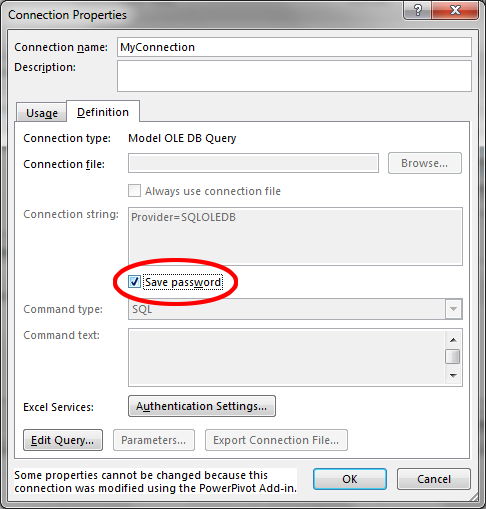 Connection Properties
?
Connection name: MyConnection
Description:
Usage Definition
Connection type: Model OLE DB Query
Connection file: Browse...
Always use connection file
Connection string: Provider=SQLOLEDB
Save password
Command type: SQL
Command text:
Excel Services: Authentication Settings...
Edit Query... Parameters... Export Connection File...
Some properties cannot be changed because this
connection was modified using the PowerPivot Add-in.
OK Cancel